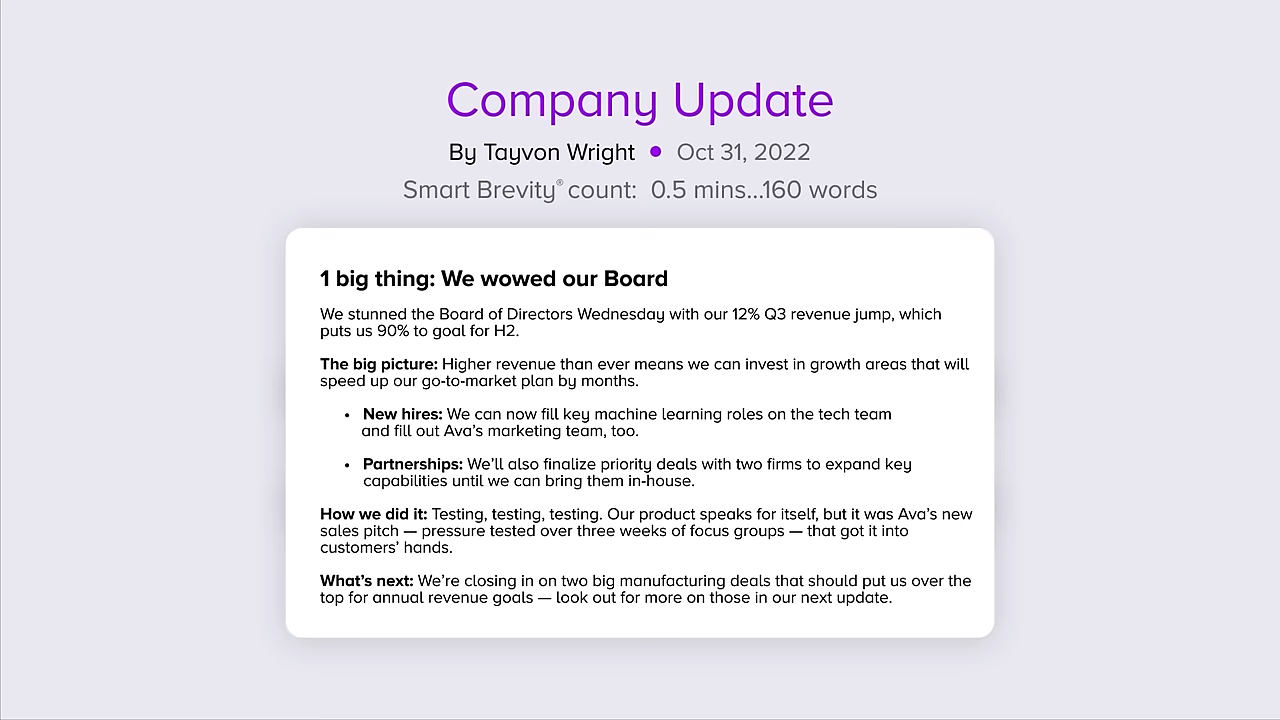 Company Update
By Tayvon Wright • Oct 31, 2022
Smart Brevity® count: 0.5 mins...160 words
1 big thing: We wowed our Board
We stunned the Board of Directors Wednesday with our 12% Q3 revenue jump, which
puts us 90% to goal for H2.
The big picture: Higher revenue than ever means we can invest in growth areas that will
speed up our go-to-market plan by months.
• New hires: We can now fill key machine learning roles on the tech team
and fill out Ava's marketing team, too.
• Partnerships: We'll also finalize priority deals with two firms to expand key
capabilities until we can bring them in-house.
How we did it: Testing, testing, testing. Our product speaks for itself, but it was Ava's new
sales pitch — pressure tested over three weeks of focus groups — that got it into
customers' hands.
What's next: We're closing in on two big manufacturing deals that should put us over the
top for annual revenue goals — look out for more on those in our next update.